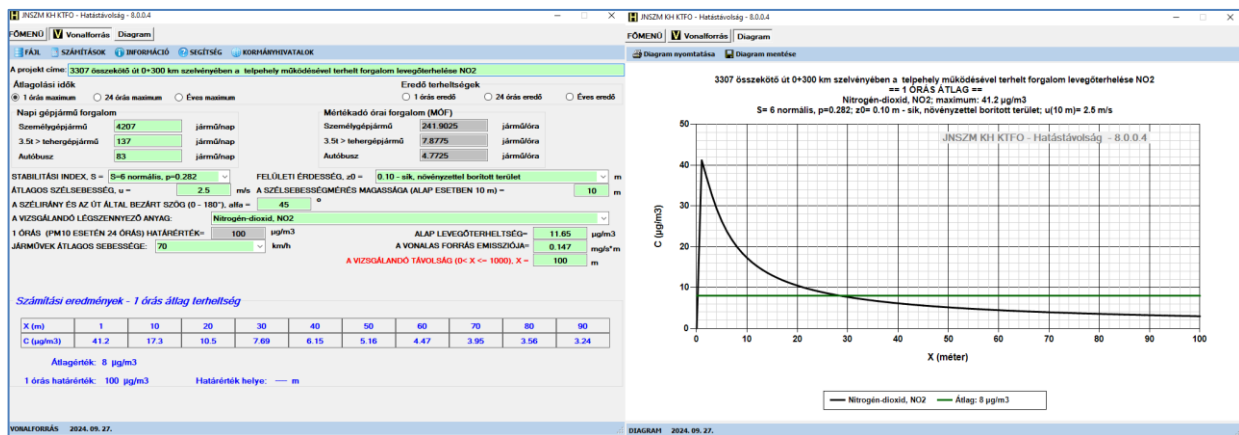 JNSZM KH KTFO - Hatástávolság - 8.0.0.4
FŐMENÜ Vonalforrás Diagram
FÁJL SZÁMÍTÁSOK INFORMÁCIÓ SEGÍTSÉG KORMÁNYHIVATALOK
A projekt címe: 3307 összekötő út 0+300 km szelvényében a telpehely működésével terhelt forgalom levegőterhelése NO2
Átlagolási idők Eredő terheltségek
1 órás maximum 24 órás maximum Éves maximum 1 órás eredő 24 órás eredő Éves eredő
Napi gépjármű forgalom Mértékadó órai forgalom (MÓF)
Személygépjármű 4207 jármű/nap Személygépjármű 241.9025 jármű/óra
3.5t > tehergépjármű 137 jármű/nap 3.5t > tehergépjármű 7.8775 jármű/óra
Autóbusz 83 jármű/nap Autóbusz 4.7725 jármű/óra
STABILITÁSI INDEX, S = S=6 normális, p=0.282 FELÜLETI ÉRDESSÉG, z0 = 0.10 - sík, növényzettel borított terület m
ÁTLAGOS SZÉLSEBESSÉG, u = 2.5 m/s A SZÉLSEBESSÉGMÉRÉS MAGASSÁGA (ALAP ESETBEN 10 m) = 10 m
A SZÉLIRÁNY ÉS AZ ÚT ÁLTAL BEZÁRT SZÖG (0 - 180°), alfa = 45 °
A VIZSGÁLANDÓ LÉGSZENNYEZŐ ANYAG: Nitrogén-dioxid, NO2
1 ÓRÁS (PM10 ESETÉN 24 ÓRÁS) HATÁRÉRTÉK= 100 µg/m3 ALAP LEVEGŐTERHELTSÉG= 11.65 µg/m3
JÁRMŰVEK ÁTLAGOS SEBESSÉGE: 70 km/h A VONALAS FORRÁS EMISSZIÓJA= 0.147 mg/s*m
A VIZSGÁLANDÓ TÁVOLSÁG (0< X <= 1000), X = 100 m
Számítási eredmények - 1 órás átlag terheltség
X (m) 1 10 20 30 40 50 60 70 80 90
C (µg/m3) 41.2 17.3 10.5 7.69 6.15 5.16 4.47 3.95 3.56 3.24
Átlagérték: 8 µg/m3
1 órás határérték: 100 µg/m3 Határérték helye: --- m
VONALFORRÁS 2024. 09. 27.
JNSZM KH KTFO - Hatástávolság - 8.0.0.4
FŐMENÜ Vonalforrás Diagram
Diagram nyomtatása Diagram mentése
3307 összekötő út 0+300 km szelvényében a telpehely működésével terhelt forgalom levegőterhelése NO2
== 1 ÓRÁS ÁTLAG ==
Nitrogén-dioxid, NO2; maximum: 41.2 µg/m3
S= 6 normális, p=0.282; z0= 0.10 m - sík, növényzettel borított terület; u(10 m)= 2.5 m/s
JNSZM KH KTFO - Hatástávolság - 8.0.0.4
50
40
30
20
10
0
C (µg/m3)
0 10 20 30 40 50 60 70 80 90 100
X (méter)
Nitrogén-dioxid, NO2 Átlag: 8 µg/m3
DIAGRAM 2024. 09. 27.